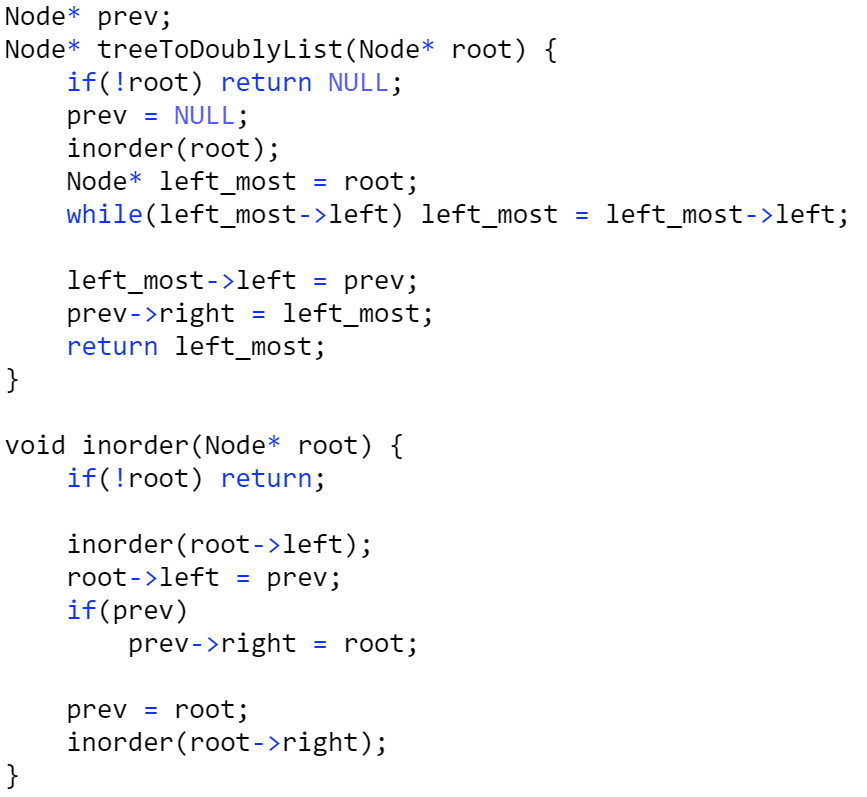 Node* prev;
Node* treeToDoublyList(Node* root) {
    if(!root) return NULL;
    prev = NULL;
    inorder(root);
    Node* left_most = root;
    while(left_most->left) left_most = left_most->left;

    left_most->left = prev;
    prev->right = left_most;
    return left_most;
}

void inorder(Node* root) {
    if(!root) return;

    inorder(root->left);
    root->left = prev;
    if(prev)
        prev->right = root;

    prev = root;
    inorder(root->right);
}